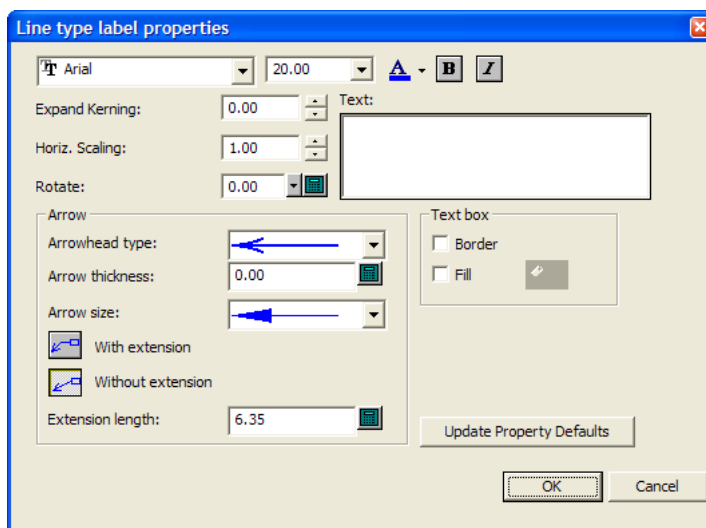 Line type label properties
Arial
20.00
A
B
I
Expand Kerning:
0.00
Text:
Horiz. Scaling:
1.00
Rotate:
0.00
Arrow
Text box
Arrowhead type:
Border
Arrow thickness:
0.00
Fill
Arrow size:
With extension
Without extension
Extension length:
6.35
Update Property Defaults
OK
Cancel